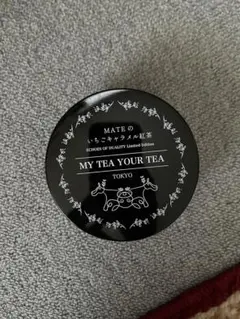 MATEの
いちごキャラメル紅茶
ECHOES OF DUALITY Limited Edition
MY TEA YOUR TEA
TOKYO